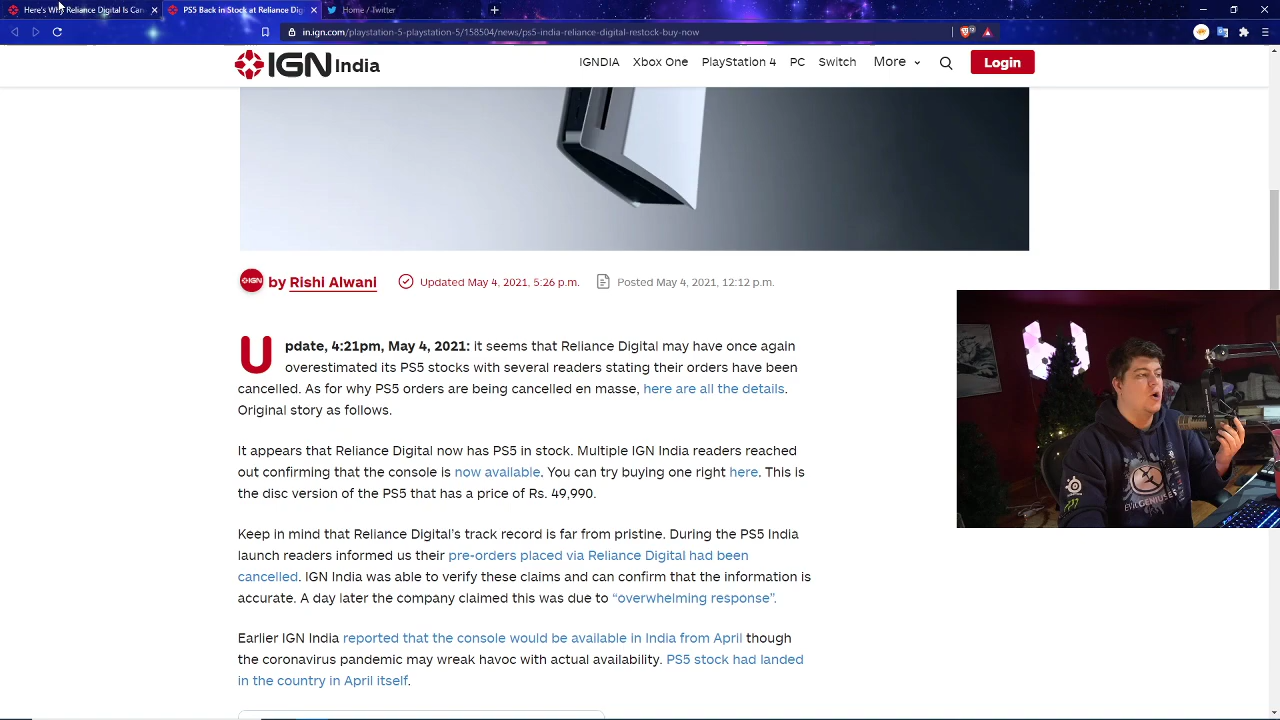 Here's Why Reliance Digital Is Can
PS5 Back in Stock at Reliance Dig
Home / Twitter
in.ign.com/playstation-5-playstation-5/158504/news/ps5-india-reliance-digital-restock-buy-now
IGN India
IGNDIA Xbox One PlayStation 4 PC Switch More Login
by Rishi Alwani Updated May 4, 2021, 5:26 p.m. Posted May 4, 2021, 12:12 p.m.
Update, 4:21pm, May 4, 2021: it seems that Reliance Digital may have once again
overestimated its PS5 stocks with several readers stating their orders have been
cancelled. As for why PS5 orders are being cancelled en masse, here are all the details.
Original story as follows.
It appears that Reliance Digital now has PS5 in stock. Multiple IGN India readers reached
out confirming that the console is now available. You can try buying one right here. This is
the disc version of the PS5 that has a price of Rs. 49,990.
Keep in mind that Reliance Digital's track record is far from pristine. During the PS5 India
launch readers informed us their pre-orders placed via Reliance Digital had been
cancelled. IGN India was able to verify these claims and can confirm that the information is
accurate. A day later the company claimed this was due to “overwhelming response”.
Earlier IGN India reported that the console would be available in India from April though
the coronavirus pandemic may wreak havoc with actual availability. PS5 stock had landed
in the country in April itself.
EVIL GENIUSES